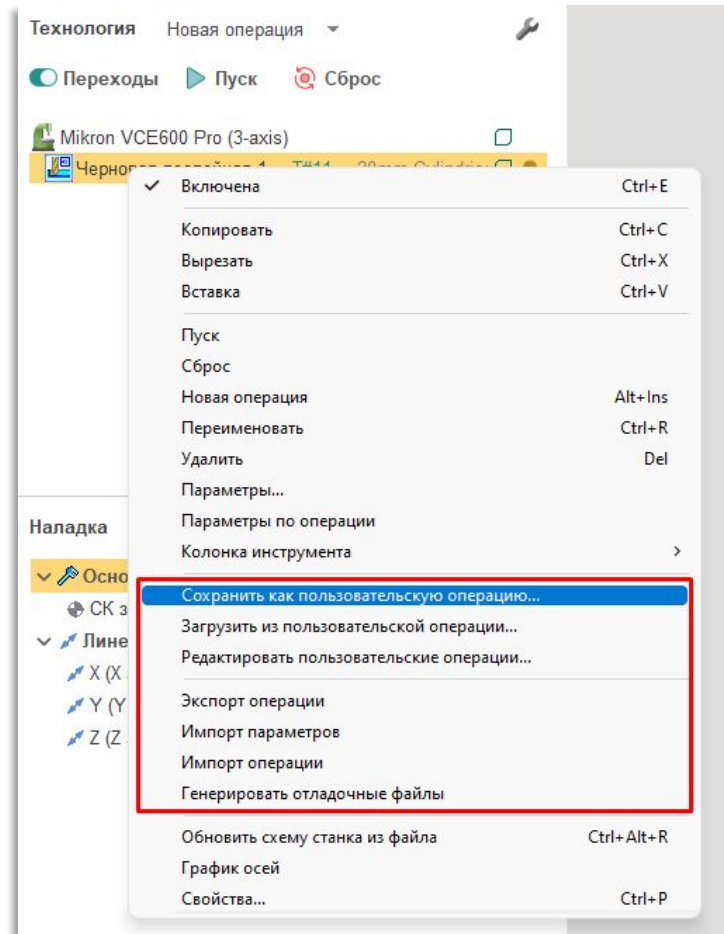 Технология Новая операция
Переходы Пуск Сброс
Mikron VCE600 Pro (3-axis)
Включена Ctrl+E
Копировать Ctrl+C
Вырезать Ctrl+X
Вставка Ctrl+V
Пуск
Сброс
Новая операция Alt+Ins
Переименовать Ctrl+R
Удалить Del
Параметры...
Параметры по операции
Наладка
Колонка инструмента
Осно
Сохранить как пользовательскую операцию...
СК з
Загрузить из пользовательской операции...
Лине
Редактировать пользовательские операции...
X (X
Y (Y
Экспорт операции
Импорт параметров
Z (Z
Импорт операции
Генерировать отладочные файлы
Обновить схему станка из файла Ctrl+Alt+R
График осей
Свойства... Ctrl+P